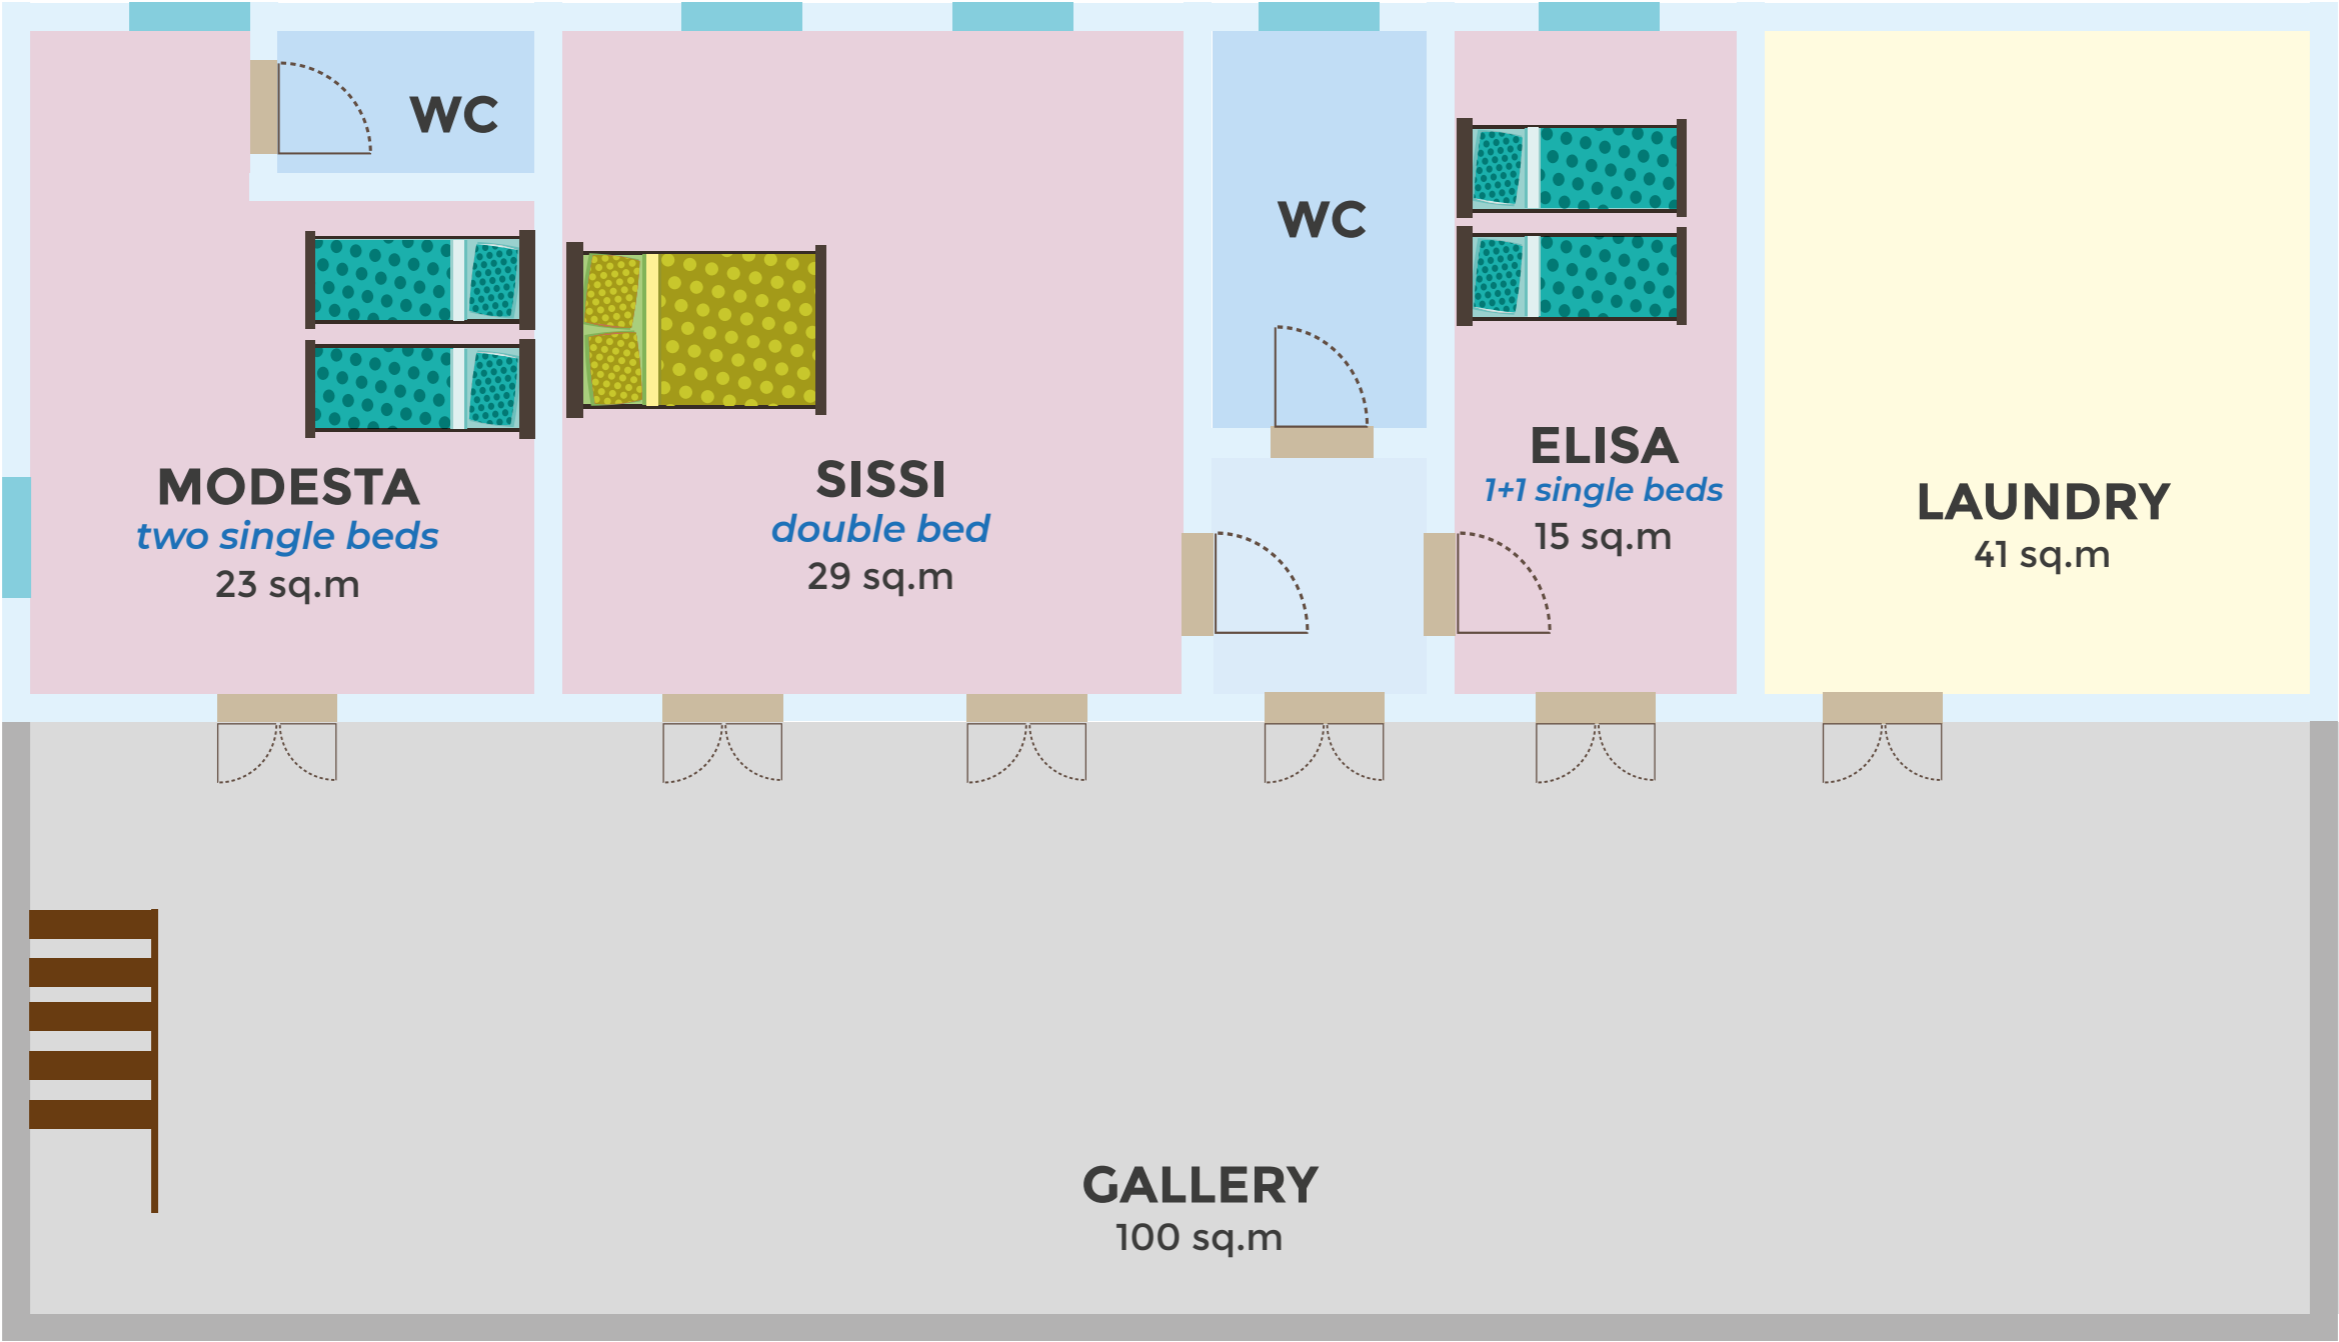 WC
MODESTA
two single beds
23 sq.m
SISSI
double bed
29 sq.m
WC
ELISA
1+1 single beds
15 sq.m
LAUNDRY
41 sq.m
GALLERY
100 sq.m